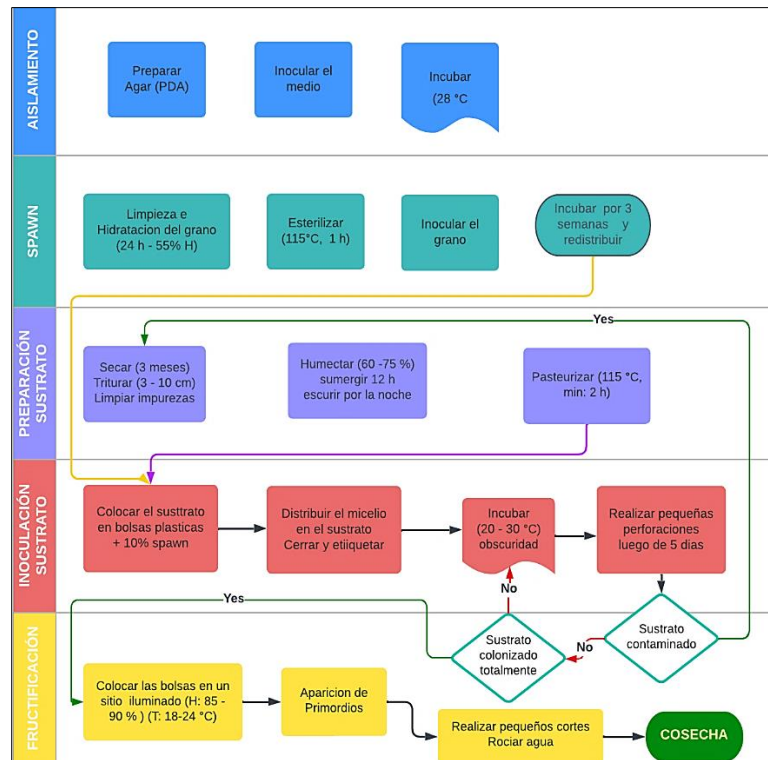 AISLAMIENTO
Preparar
Agar (PDA)
Inocular el
medio
Incubar
(28 °C
SPAWN
Limpieza e
Hidratacion del grano
(24 h - 55% H)
Esterilizar
(115°C, 1 h)
Inocular el
grano
Incubar por 3
semanas y
redistribuir
PREPARACIÓN
SUSTRATO
Yes
Secar (3 meses)
Triturar (3 - 10 cm)
Limpiar impurezas
Humectar (60 -75 %)
sumergir 12 h
escurir por la noche
Pasteurizar (115 °C,
min: 2 h)
INOCULACIÓN
SUSTRATO
Colocar el susttrato
en bolsas plasticas
+ 10% spawn
Distribuir el micelio
en el sustrato
Cerrar y etiiquetar
Incubar
(20 - 30 °C)
obscuridad
Realizar pequeñas
perforaciones
luego de 5 días
No
Yes
FRUCTIFICACIÓN
Sustrato
colonizado
totalmente
No
Sustrato
contaminado
Colocar las bolsas en un
sitio iluminado (H: 85 -
90 % ) (T: 18-24 °C)
Aparicion de
Primordios
Realizar pequeños cortes
Rociar agua
COSECHA